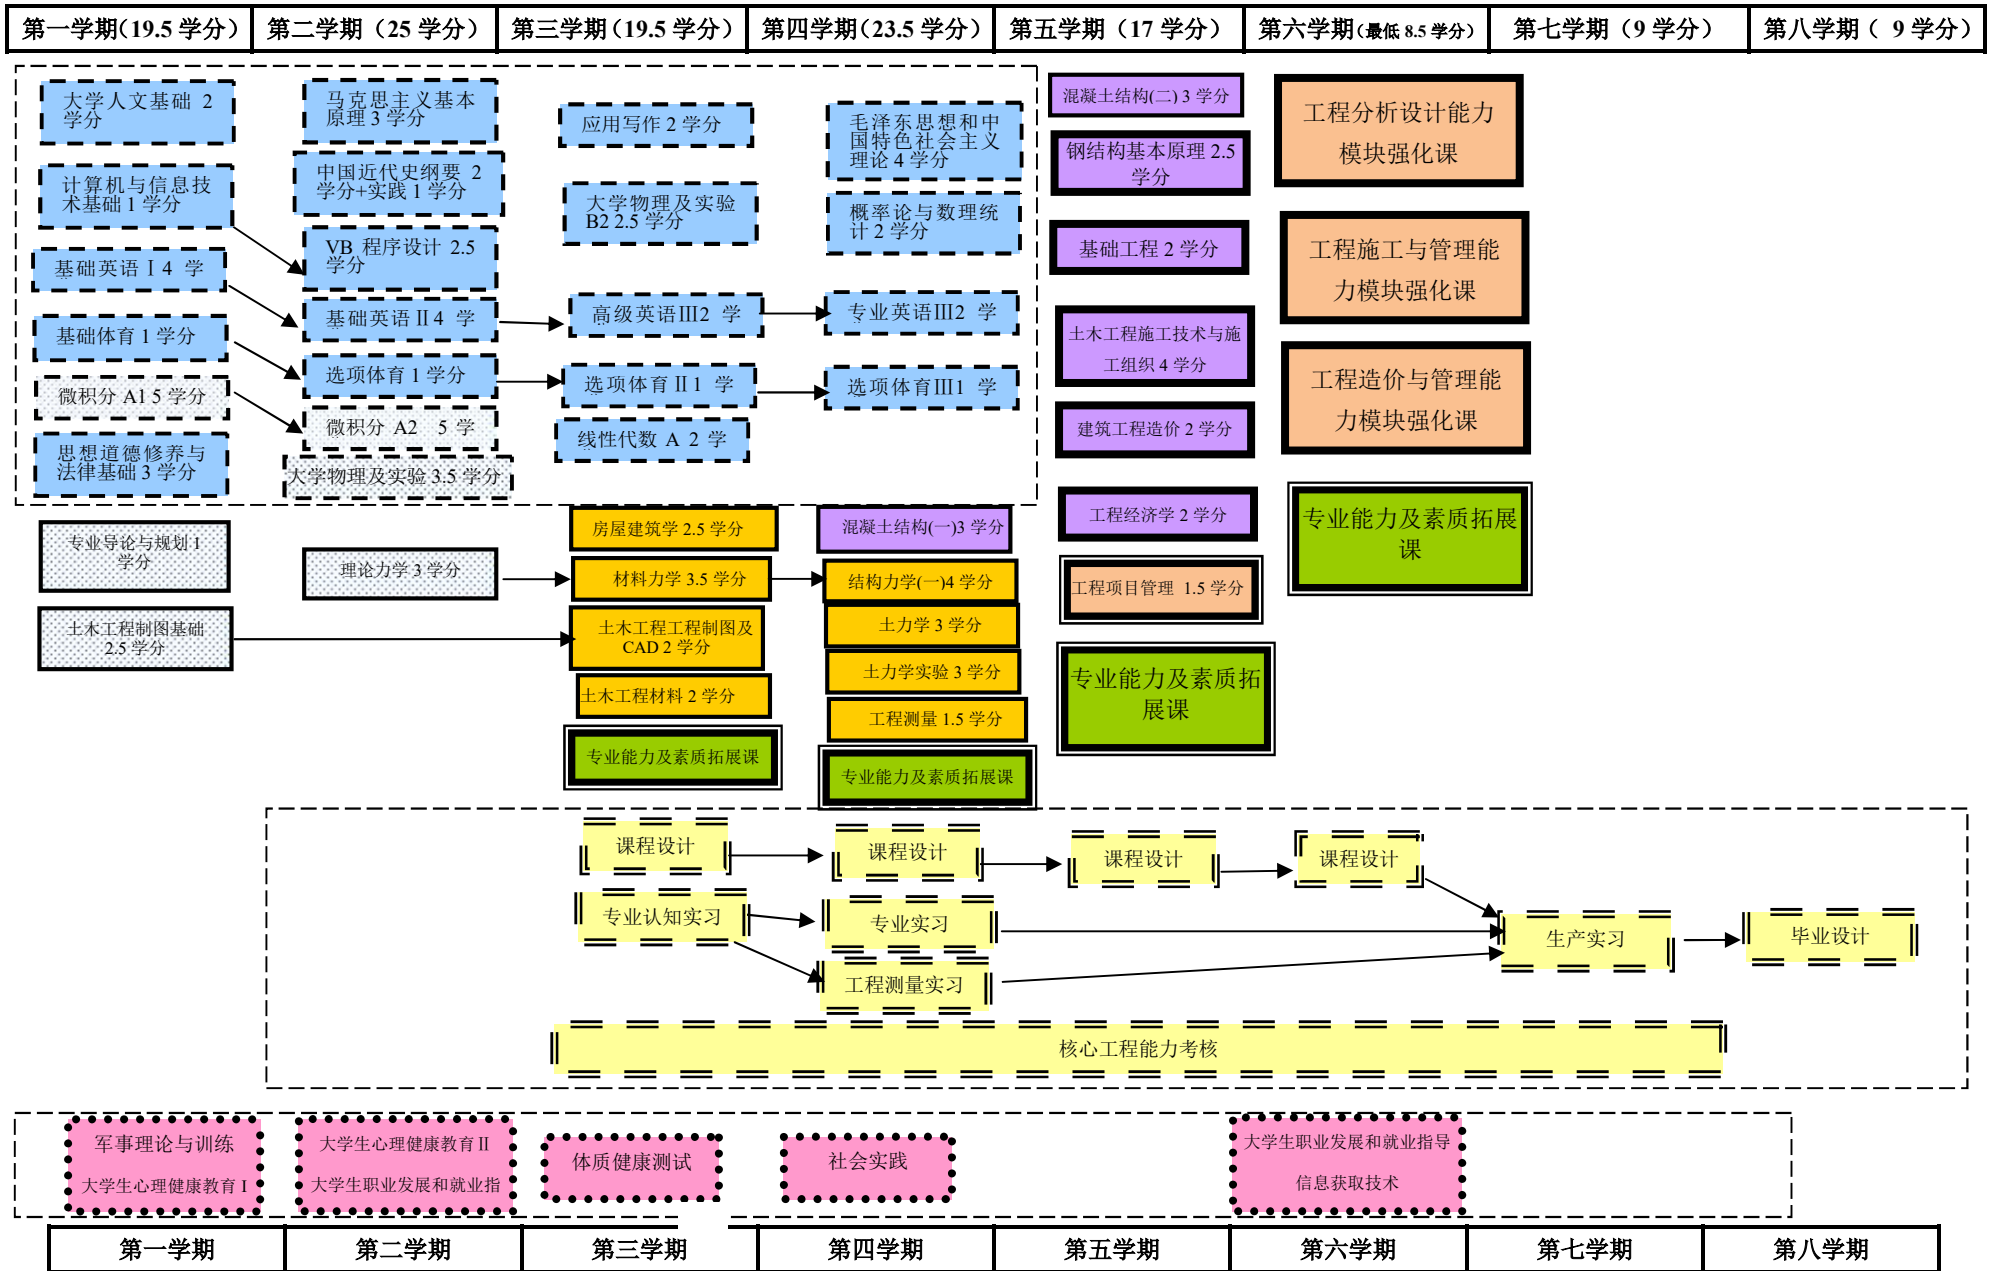 第一学期(19.5 学分)
第二学期（25 学分）
第三学期(19.5 学分)
第四学期(23.5 学分)
第五学期（17 学分）
第六学期(最低 8.5 学分)
第七学期（9 学分）
第八学期（ 9 学分）
大学人文基础 2
学分
计算机与信息技
术基础 1 学分
基础英语Ⅰ4 学
基础体育 1 学分
微积分 A1 5 学分
思想道德修养与
法律基础 3 学分
专业导论与规划 1
学分
土木工程制图基础
2.5 学分
马克思主义基本
原理 3 学分
中国近代史纲要 2
学分+实践 1 学分
VB 程序设计 2.5
学分
基础英语Ⅱ4 学
选项体育 1 学分
微积分 A2 5 学
大学物理及实验 3.5 学分
理论力学 3 学分
应用写作 2 学分
大学物理及实验
B2 2.5 学分
高级英语Ⅲ2 学
选项体育Ⅱ1 学
线性代数 A 2 学
房屋建筑学 2.5 学分
材料力学 3.5 学分
土木工程工程制图及
CAD 2 学分
土木工程材料 2 学分
专业能力及素质拓展课
毛泽东思想和中
国特色社会主义
理论 4 学分
概率论与数理统
计 2 学分
专业英语Ⅲ2 学
选项体育Ⅲ1 学
混凝土结构(一)3 学分
结构力学(一)4 学分
土力学 3 学分
土力学实验 3 学分
工程测量 1.5 学分
专业能力及素质拓展课
混凝土结构(二) 3 学分
钢结构基本原理 2.5
学分
基础工程 2 学分
土木工程施工技术与施
工组织 4 学分
建筑工程造价 2 学分
工程经济学 2 学分
工程项目管理 1.5 学分
专业能力及素质拓
展课
工程分析设计能力
模块强化课
工程施工与管理能
力模块强化课
工程造价与管理能
力模块强化课
专业能力及素质拓展
课
课程设计
课程设计
课程设计
课程设计
专业认知实习
专业实习
工程测量实习
生产实习
毕业设计
核心工程能力考核
军事理论与训练
大学生心理健康教育 I
大学生心理健康教育Ⅱ
大学生职业发展和就业指
体质健康测试
社会实践
大学生职业发展和就业指导
信息获取技术
第一学期
第二学期
第三学期
第四学期
第五学期
第六学期
第七学期
第八学期